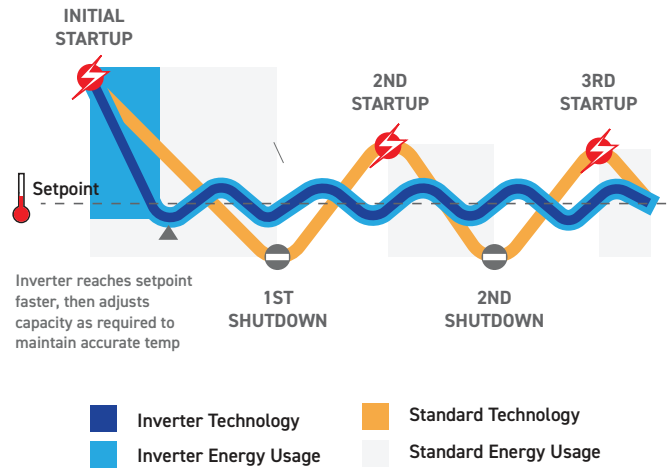 INITIAL
STARTUP
2ND
STARTUP
3RD
STARTUP
Setpoint
Inverter reaches setpoint
faster, then adjusts
capacity as required to
maintain accurate temp
1ST
SHUTDOWN
2ND
SHUTDOWN
Inverter Technology
Standard Technology
Inverter Energy Usage
Standard Energy Usage